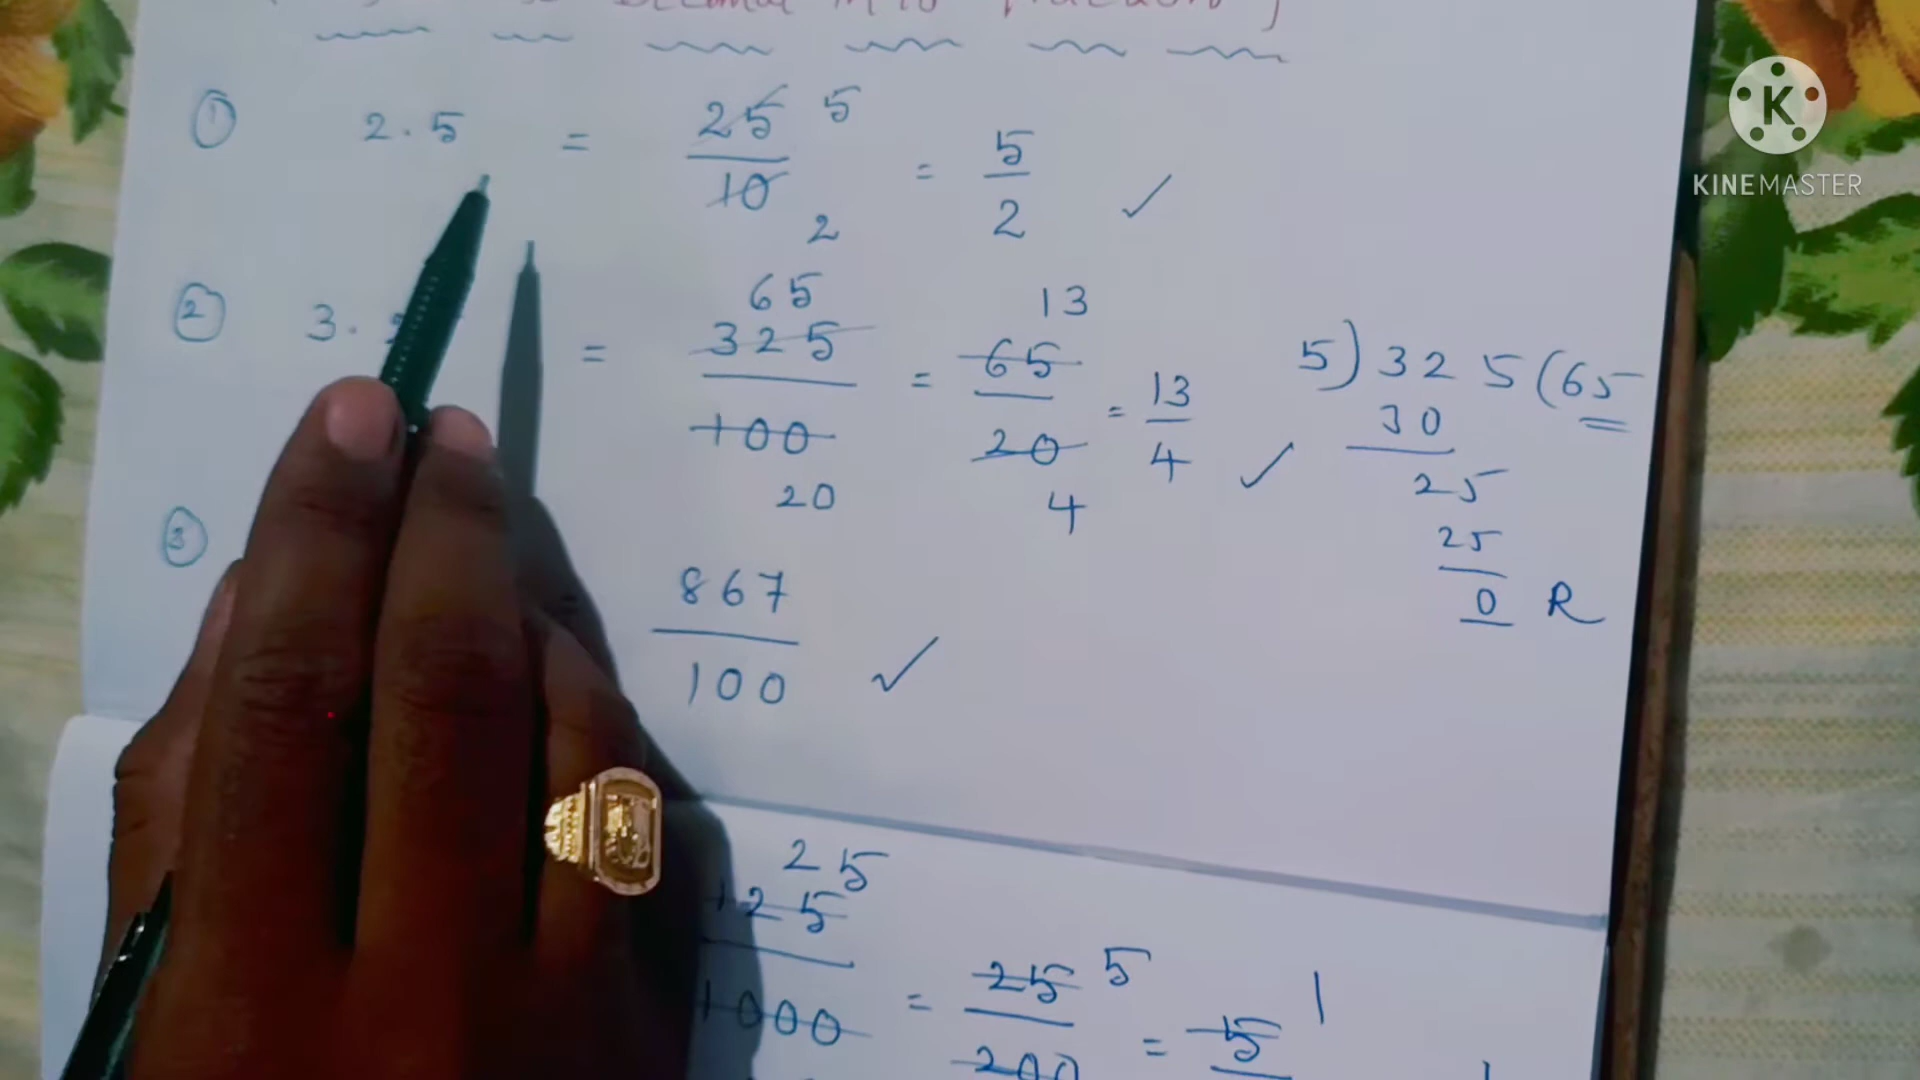 ① 2.5 = 25/10 5 2 = 5/2 ✓
② 3. = 65 325/100 20 = 13 65/20 4 = 13/4 ✓
5)325(65
30
25
25
0 R
③ 867/100 ✓
25
125/1000 = 25/200 5 = 5 1
K
KINEMASTER